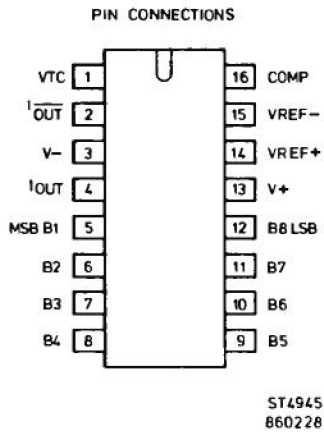 PIN CONNECTIONS
VTC 1 16 COMP
I̅O̅U̅T̅ 2 15 VREF-
V- 3 14 VREF+
IOUT 4 13 V+
MSB B1 5 12 B8 LSB
B2 6 11 B7
B3 7 10 B6
B4 8 9 B5
ST4945
860228